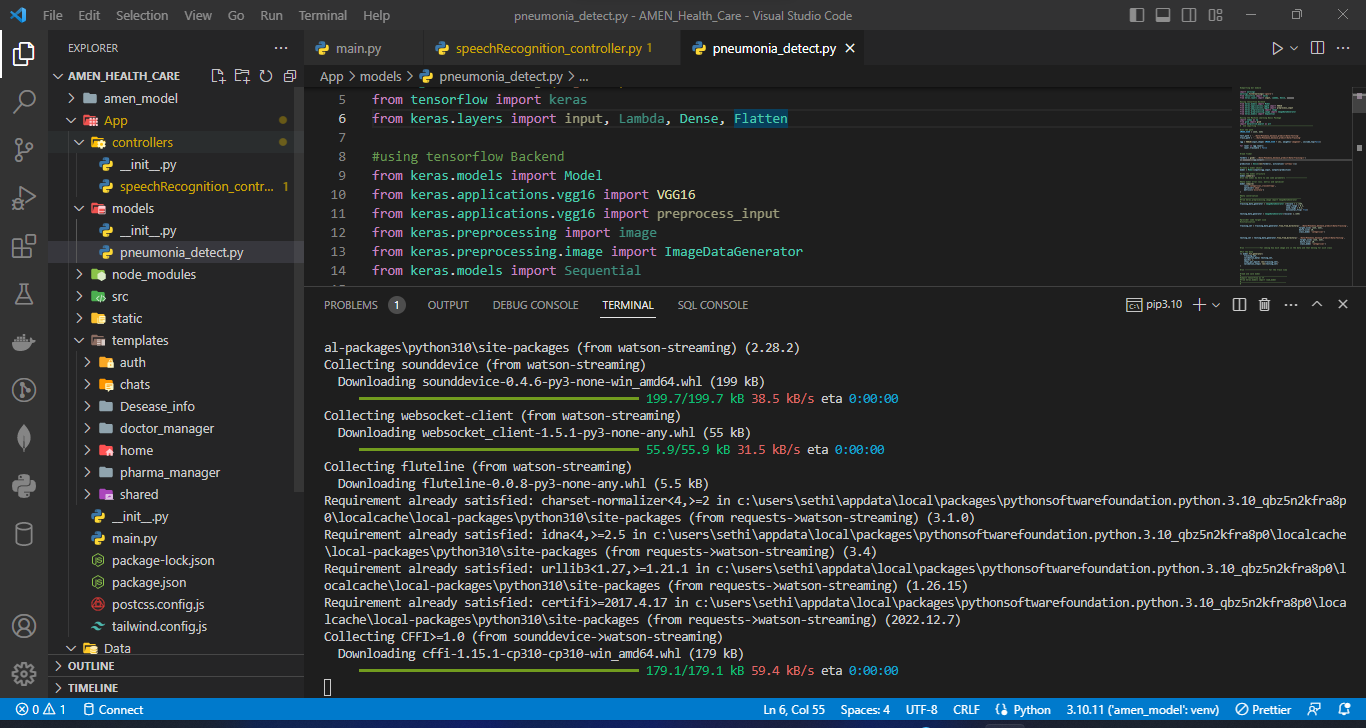 File Edit Selection View Go Run Terminal Help pneumonia_detect.py - AMEN_Health_Care - Visual Studio Code
EXPLORER
AMEN_HEALTH_CARE
amen_model
App
controllers
__init__.py
speechRecognition_contr... 1
models
__init__.py
pneumonia_detect.py
node_modules
src
static
templates
auth
chats
Desease_info
doctor_manager
home
pharma_manager
shared
__init__.py
main.py
package-lock.json
package.json
postcss.config.js
tailwind.config.js
Data
OUTLINE
TIMELINE
main.py speechRecognition_controller.py 1 pneumonia_detect.py
App > models > pneumonia_detect.py > ...
5 from tensorflow import keras
6 from keras.layers import input, Lambda, Dense, Flatten
7
8 #using tensorflow Backend
9 from keras.models import Model
10 from keras.applications.vgg16 import VGG16
11 from keras.applications.vgg16 import preprocess_input
12 from keras.preprocessing import image
13 from keras.preprocessing.image import ImageDataGenerator
14 from keras.models import Sequential
PROBLEMS 1 OUTPUT DEBUG CONSOLE TERMINAL SQL CONSOLE pip3.10
al-packages\python310\site-packages (from watson-streaming) (2.28.2)
Collecting sounddevice (from watson-streaming)
Downloading sounddevice-0.4.6-py3-none-win_amd64.whl (199 kB)
199.7/199.7 kB 38.5 kB/s eta 0:00:00
Collecting websocket-client (from watson-streaming)
Downloading websocket_client-1.5.1-py3-none-any.whl (55 kB)
55.9/55.9 kB 31.5 kB/s eta 0:00:00
Collecting fluteline (from watson-streaming)
Downloading fluteline-0.0.8-py3-none-any.whl (5.5 kB)
Requirement already satisfied: charset-normalizer<4,>=2 in c:\users\sethi\appdata\local\packages\pythonsoftwarefoundation.python.3.10_qbz5n2kfra8p
0\localcache\local-packages\python310\site-packages (from requests->watson-streaming) (3.1.0)
Requirement already satisfied: idna<4,>=2.5 in c:\users\sethi\appdata\local\packages\pythonsoftwarefoundation.python.3.10_qbz5n2kfra8p0\localcache
\local-packages\python310\site-packages (from requests->watson-streaming) (3.4)
Requirement already satisfied: urllib3<1.27,>=1.21.1 in c:\users\sethi\appdata\local\packages\pythonsoftwarefoundation.python.3.10_qbz5n2kfra8p0\l
ocalcache\local-packages\python310\site-packages (from requests->watson-streaming) (1.26.15)
Requirement already satisfied: certifi>=2017.4.17 in c:\users\sethi\appdata\local\packages\pythonsoftwarefoundation.python.3.10_qbz5n2kfra8p0\loca
lcache\local-packages\python310\site-packages (from requests->watson-streaming) (2022.12.7)
Collecting CFFI>=1.0 (from sounddevice->watson-streaming)
Downloading cffi-1.15.1-cp310-cp310-win_amd64.whl (179 kB)
179.1/179.1 kB 59.4 kB/s eta 0:00:00
0 1 Connect Ln 6, Col 55 Spaces: 4 UTF-8 CRLF Python 3.10.11 ('amen_model': venv) Prettier